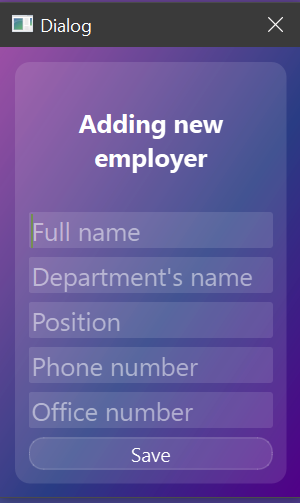 Dialog
Adding new
employer
Full name
Department's name
Position
Phone number
Office number
Save